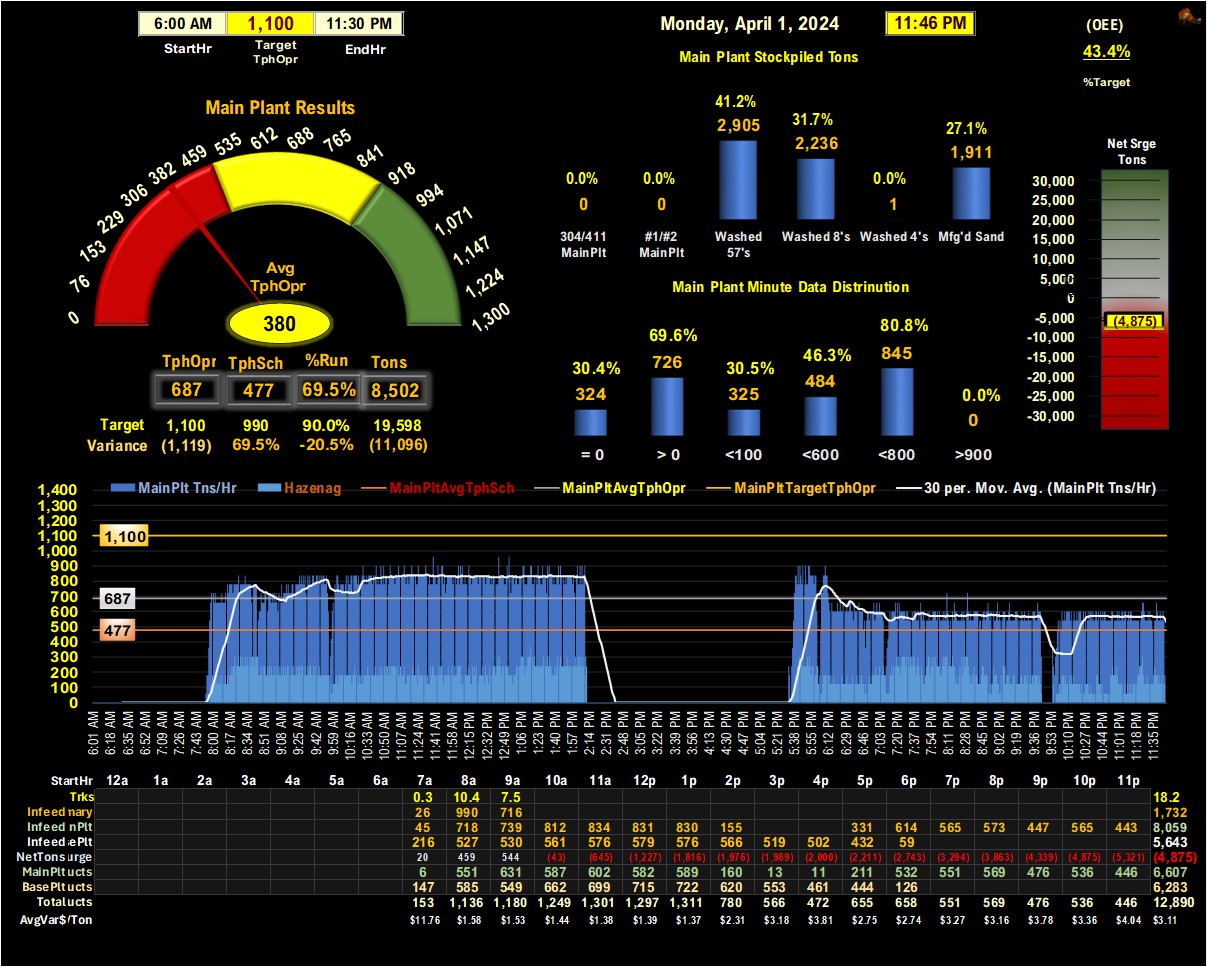 6:00 AM 1,100 11:30 PM
StartHr Target TphOpr EndHr
Monday, April 1, 2024
11:46 PM
(OEE)
43.4%
%Target
Main Plant Stockpiled Tons
41.2%
2,905
31.7%
2,236
27.1%
1,911
0.0% 0.0% 0.0%
0 0 1
304/411 MainPlt
#1/#2 MainPlt
Washed 57's
Washed 8's
Washed 4's
Mfg'd Sand
Main Plant Results
0 76 153 229 306 382 459 535 612 688 765 841 918 994 1,071 1,147 1,224 1,300
Avg
TphOpr
380
TphOpr TphSch %Run Tons
687 477 69.5% 8,502
Target 1,100 990 90.0% 19,598
Variance (1,119) 69.5% -20.5% (11,096)
Main Plant Minute Data Distrinution
30.4% 69.6% 30.5% 46.3% 80.8% 0.0%
324 726 325 484 845 0
= 0 > 0 <100 <600 <800 >900
Net Srge
Tons
30,000
25,000
20,000
15,000
10,000
5,000
0
-5,000
(4,875)
-10,000
-15,000
-20,000
-25,000
-30,000
MainPlt Tns/Hr Hazenag MainPltAvgTphSch MainPltAvgTphOpr MainPltTargetTphOpr 30 per. Mov. Avg. (MainPlt Tns/Hr)
1,400
1,300
1,200
1,100
1,000
900
800
700
600
500
400
300
200
100
0
1,100
687
477
6:01 AM 6:18 AM 6:35 AM 6:52 AM 7:09 AM 7:26 AM 7:43 AM 8:00 AM 8:17 AM 8:34 AM 8:51 AM 9:08 AM 9:25 AM 9:42 AM 9:59 AM 10:16 AM 10:33 AM 10:50 AM 11:07 AM 11:24 AM 11:41 AM 11:58 AM 12:15 PM 12:32 PM 12:49 PM 1:06 PM 1:23 PM 1:40 PM 1:57 PM 2:14 PM 2:31 PM 2:48 PM 3:05 PM 3:22 PM 3:39 PM 3:56 PM 4:13 PM 4:30 PM 4:47 PM 5:04 PM 5:21 PM 5:38 PM 5:55 PM 6:12 PM 6:29 PM 6:46 PM 7:03 PM 7:20 PM 7:37 PM 7:54 PM 8:11 PM 8:28 PM 8:45 PM 9:02 PM 9:19 PM 9:36 PM 9:53 PM 10:10 PM 10:44 PM 11:01 PM 11:18 PM 11:35 PM
StartHr 12a 1a 2a 3a 4a 5a 6a 7a 8a 9a 10a 11a 12p 1p 2p 3p 4p 5p 6p 7p 8p 9p 10p 11p
Trks 0.3 10.4 7.5 18.2
Infeed mary 26 990 716 1,732
Infeed nPlt 45 718 739 812 834 831 830 155 331 614 565 573 447 565 443 8,059
Infeed ePlt 216 527 530 561 576 579 576 566 519 502 432 59 5,643
NetTons urge 20 459 544 (43) (645) (1,227) (1,816) (1,976) (1,989) (2,000) (2,211) (2,743) (3,294) (3,863) (4,339) (4,875) (5,321) (4,875)
MainPlt ucts 6 551 631 587 602 582 589 160 13 11 211 532 551 569 476 536 446 6,607
BasePlt ucts 147 585 549 662 699 715 722 620 553 461 444 126 6,283
Total ucts 153 1,136 1,180 1,249 1,301 1,297 1,311 780 566 472 655 658 551 569 476 536 446 12,890
AvgVar$/Ton $11.76 $1.58 $1.53 $1.44 $1.38 $1.39 $1.37 $2.31 $3.18 $3.81 $2.75 $2.74 $3.27 $3.16 $3.78 $3.36 $4.04 $3.11